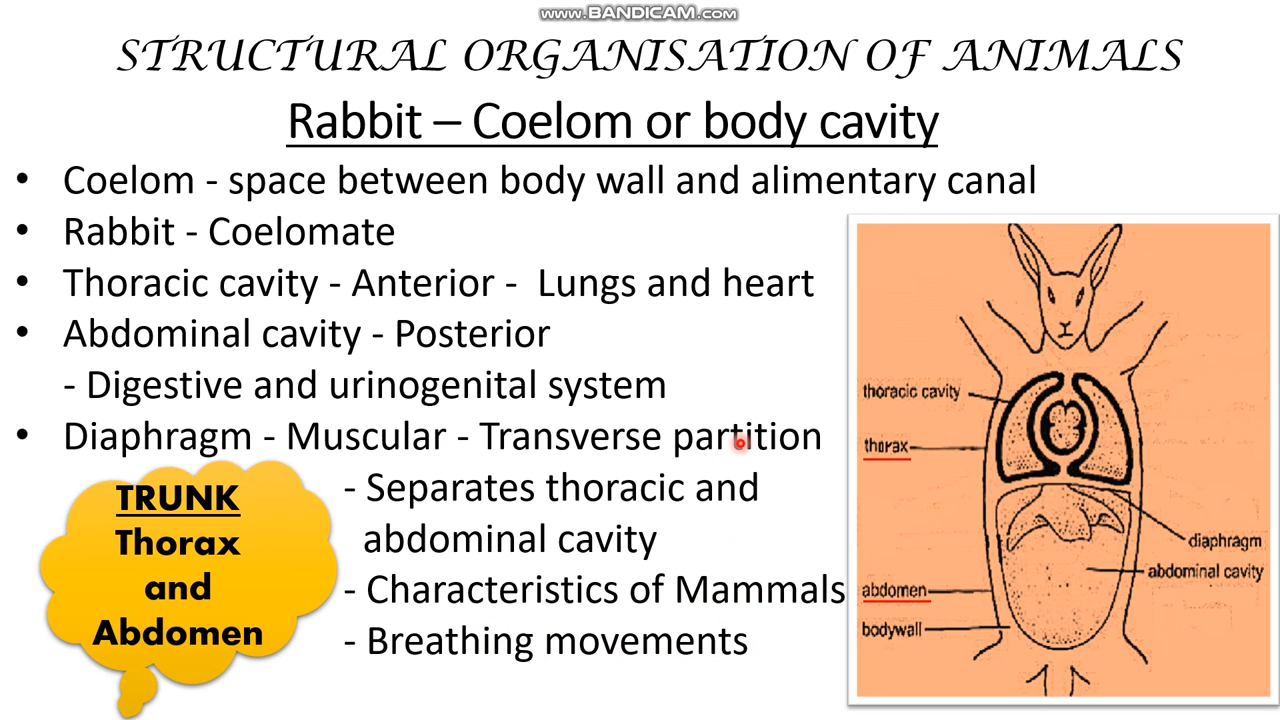 www.BANDICAM.com
STRUCTURAL ORGANISATION OF ANIMALS
Rabbit – Coelom or body cavity
• Coelom - space between body wall and alimentary canal
• Rabbit - Coelomate
• Thoracic cavity - Anterior - Lungs and heart
• Abdominal cavity - Posterior
- Digestive and urinogenital system
• Diaphragm - Muscular - Transverse partition
- Separates thoracic and
abdominal cavity
- Characteristics of Mammals
- Breathing movements
TRUNK
Thorax
and
Abdomen
thoracic cavity
thorax
diaphragm
abdominal cavity
abdomen
bodywall